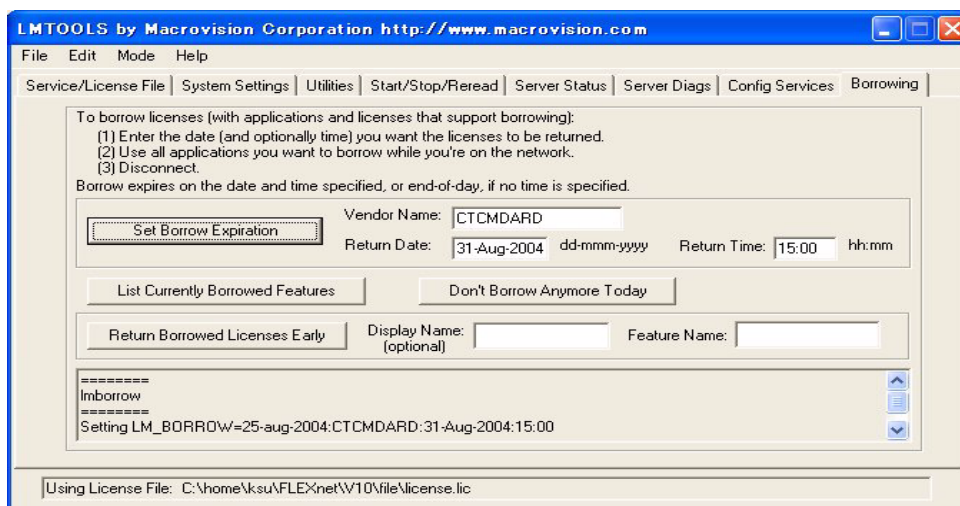 LMTOOLS by Macrovision Corporation http://www.macrovision.com
File Edit Mode Help
Service/License File System Settings Utilities Start/Stop/Reread Server Status Server Diags Config Services Borrowing
To borrow licenses (with applications and licenses that support borrowing):
(1) Enter the date (and optionally time) you want the licenses to be returned.
(2) Use all applications you want to borrow while you're on the network.
(3) Disconnect.
Borrow expires on the date and time specified, or end-of-day, if no time is specified.
Set Borrow Expiration Vendor Name: CTCMDARD
Return Date: 31-Aug-2004 dd-mmm-yyyy Return Time: 15:00 hh:mm
List Currently Borrowed Features Don't Borrow Anymore Today
Return Borrowed Licenses Early Display Name: (optional) Feature Name:
========
lmborrow
========
Setting LM_BORROW=25-aug-2004:CTCMDARD:31-Aug-2004:15:00
Using License File: C:\home\ksu\FLEXnet\V10\file\license.lic